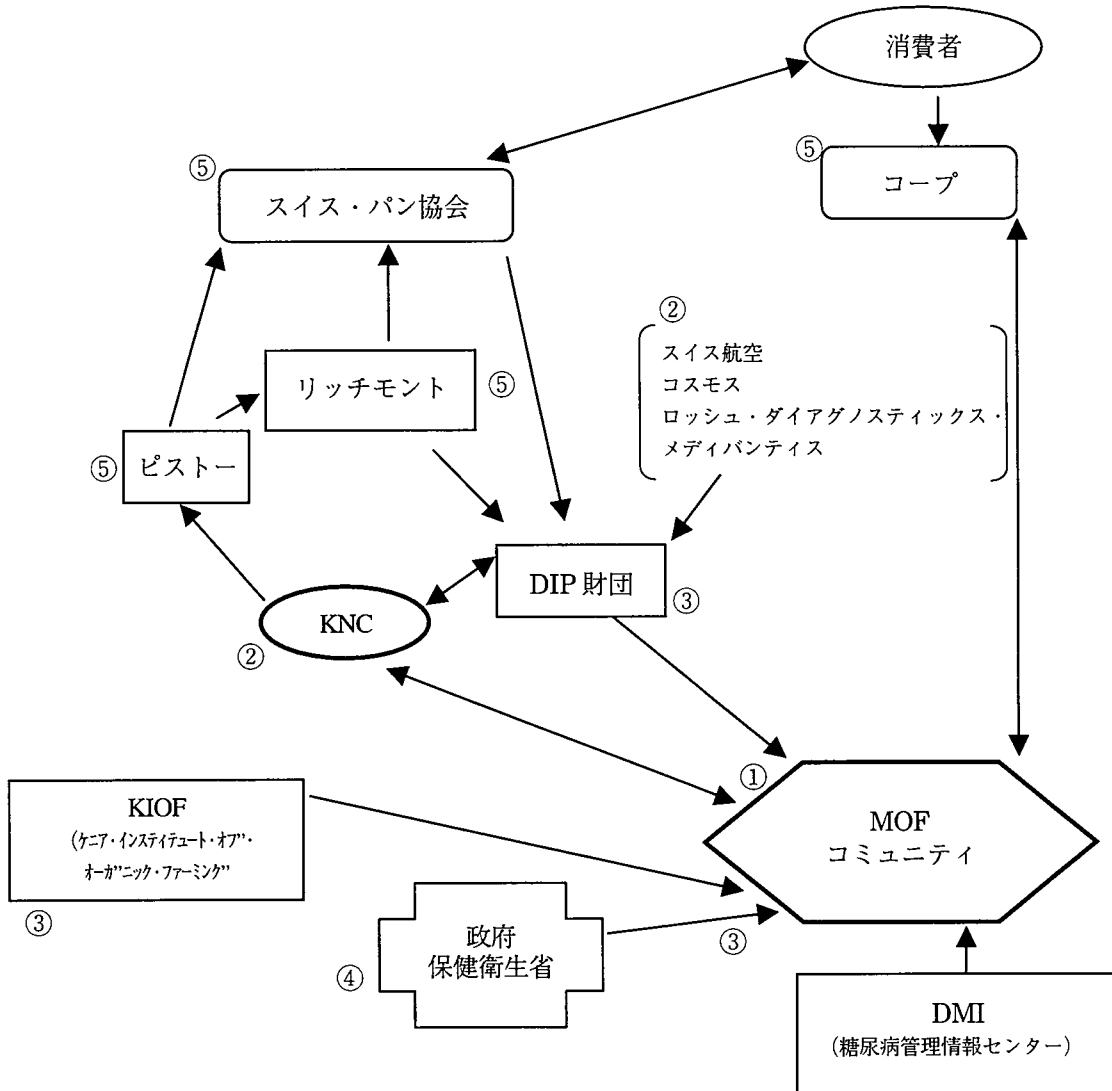 消費者
⑤
コープ
⑤
スイス・パン協会
②
スイス航空
コスモス
ロッシュ・ダイアグノスティックス・
メディバンティス
リッチモント
⑤
⑤
ピストー
DIP 財団
③
KNC
②
①
MOF
コミュニティ
KIOF
(ケニア・インスティテュート・オブ・
オーガニック・ファーミング
③
政府
保健衛生省
③
④
DMI
(糖尿病管理情報センター)